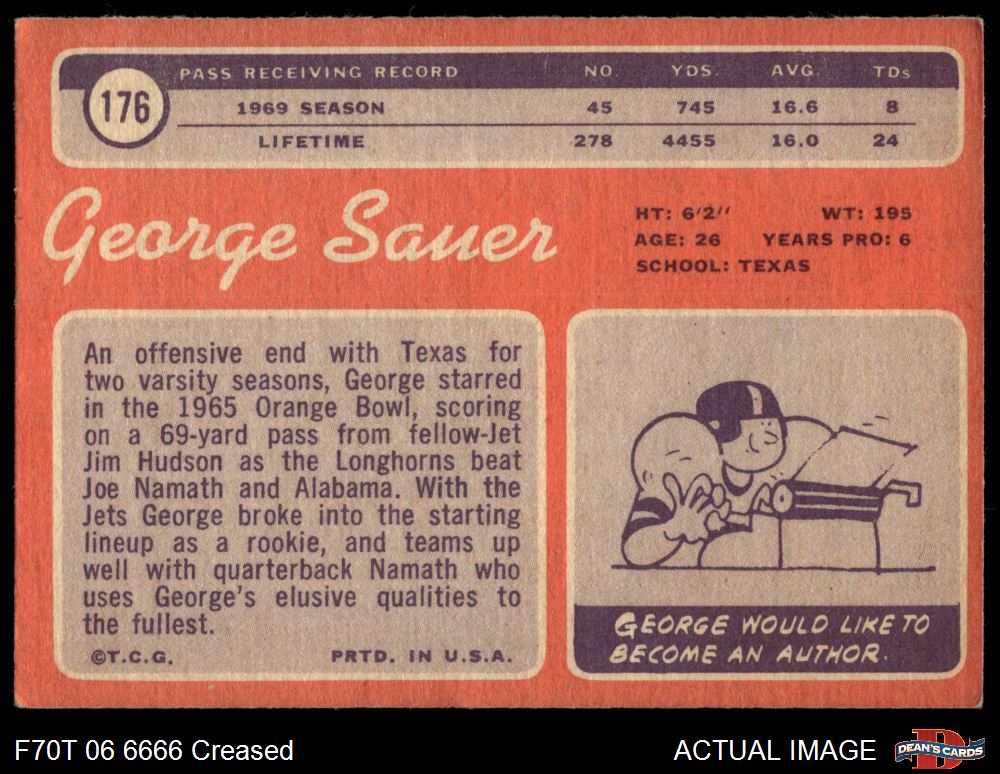 176
PASS RECEIVING RECORD NO. YDS. AVG. TDs
1969 SEASON 45 745 16.6 8
LIFETIME 278 4455 16.0 24
George Sauer
HT: 6'2" WT: 195
AGE: 26 YEARS PRO: 6
SCHOOL: TEXAS
An offensive end with Texas for
two varsity seasons, George starred
in the 1965 Orange Bowl, scoring
on a 69-yard pass from fellow-Jet
Jim Hudson as the Longhorns beat
Joe Namath and Alabama. With the
Jets George broke into the starting
lineup as a rookie, and teams up
well with quarterback Namath who
uses George's elusive qualities to
the fullest.
©T.C.G. PRTD. IN U.S.A.
GEORGE WOULD LIKE TO
BECOME AN AUTHOR.
F70T 06 6666 Creased
ACTUAL IMAGE
D
DEAN'S CARDS